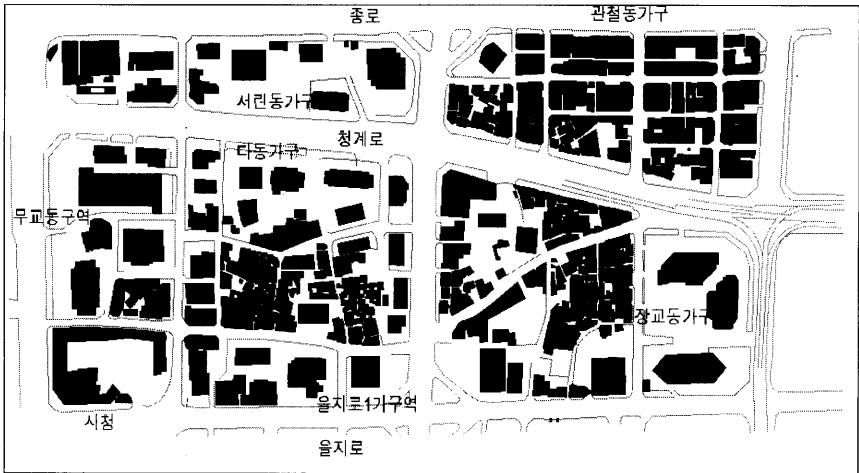 종로
관철동가구
서린동가구
청계로
다동가구
무교동구역
장교동가구
을지로1가구역
시청
을지로